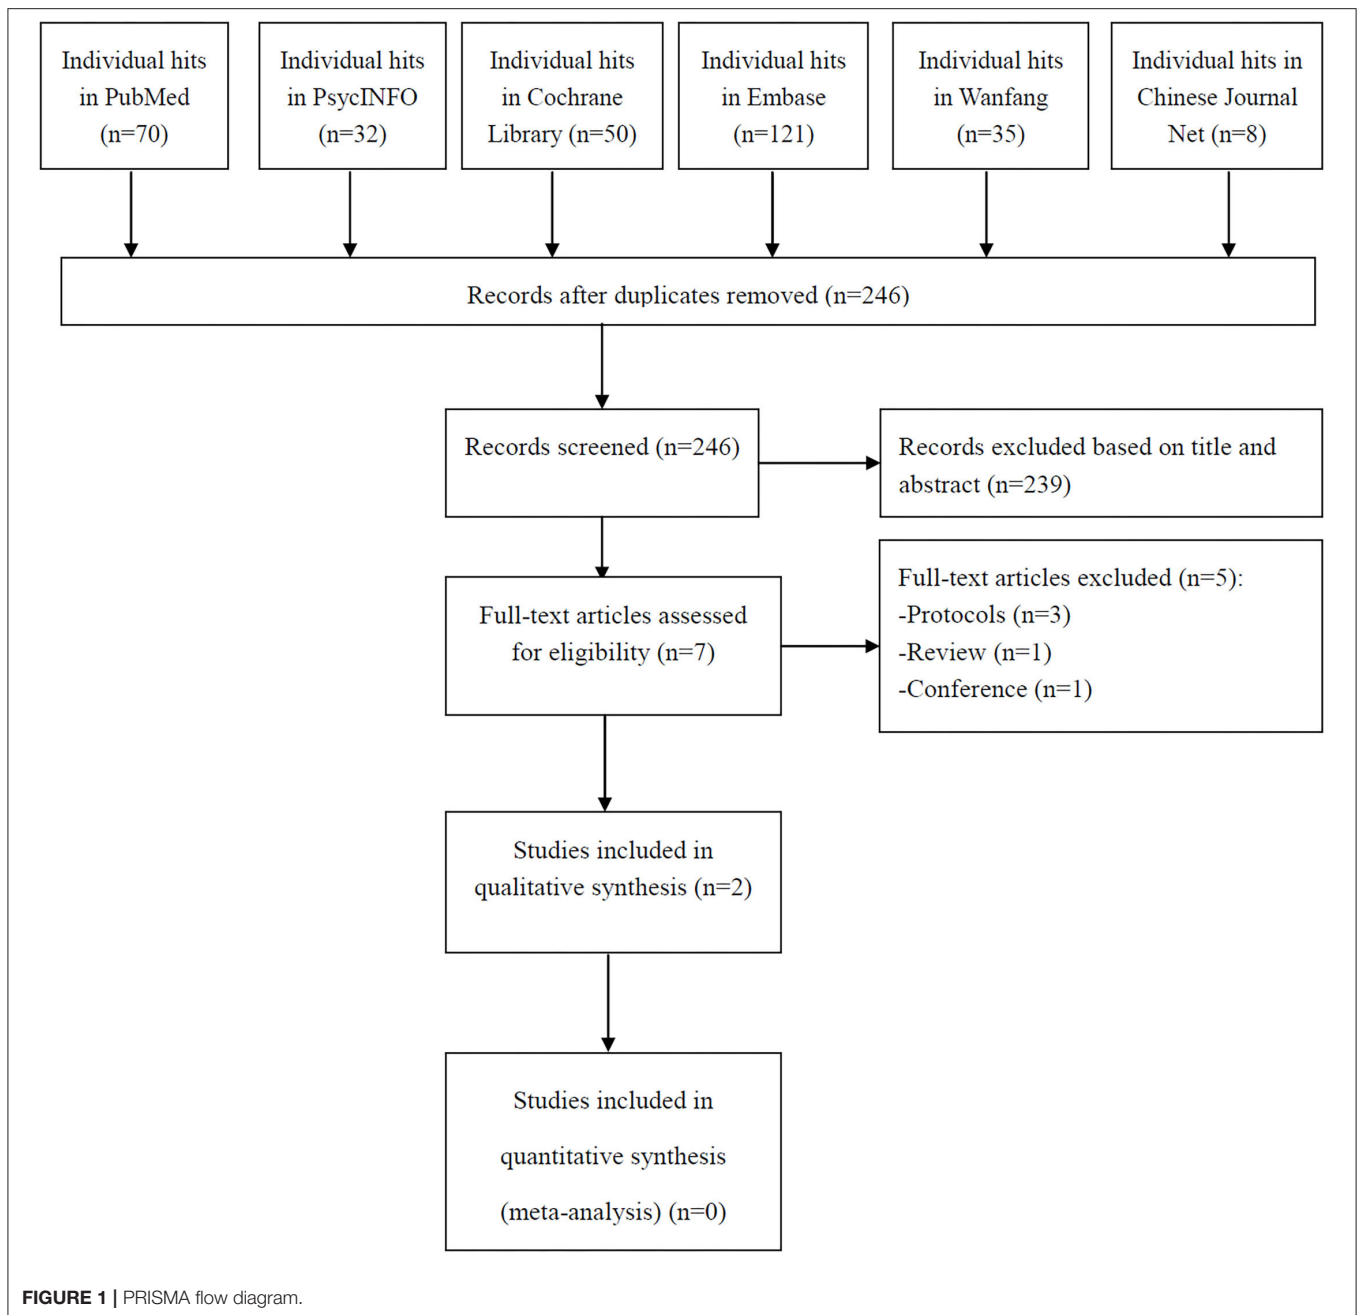 Individual hits
in PubMed
(n=70)
Individual hits
in PsycINFO
(n=32)
Individual hits
in Cochrane
Library (n=50)
Individual hits
in Embase
(n=121)
Individual hits
in Wanfang
(n=35)
Individual hits in
Chinese Journal
Net (n=8)
Records after duplicates removed (n=246)
Records screened (n=246)
Records excluded based on title and
abstract (n=239)
Full-text articles assessed
for eligibility (n=7)
Full-text articles excluded (n=5):
-Protocols (n=3)
-Review (n=1)
-Conference (n=1)
Studies included in
qualitative synthesis (n=2)
Studies included in
quantitative synthesis
(meta-analysis) (n=0)
FIGURE 1 | PRISMA flow diagram.